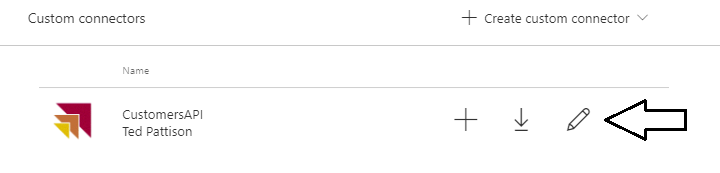 Custom connectors
Create custom connector
Name
CustomersAPI
Ted Pattison